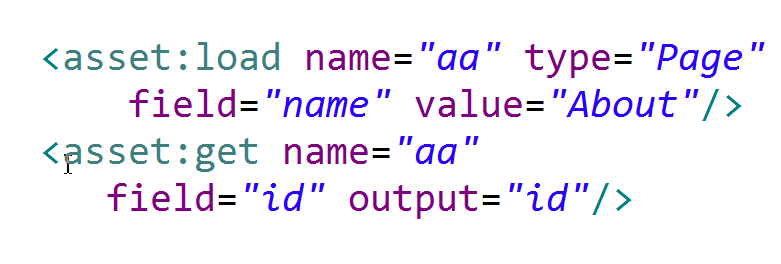 <asset:load name="aa" type="Page"
field="name" value="About"/>
<asset:get name="aa"
field="id" output="id"/>